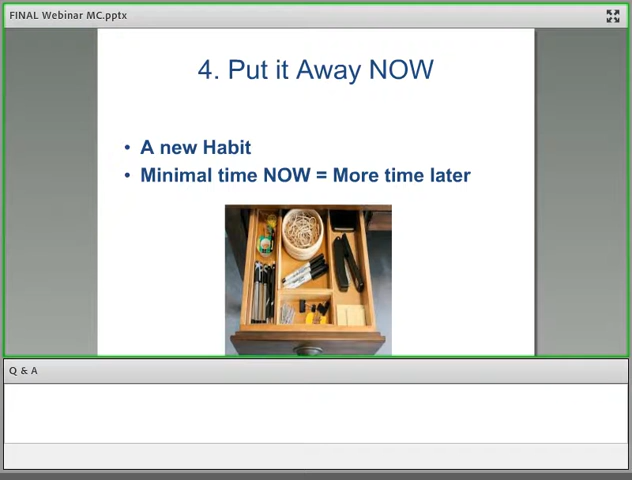 FINAL Webinar MC.pptx
4. Put it Away NOW
• A new Habit
• Minimal time NOW = More time later
Q & A